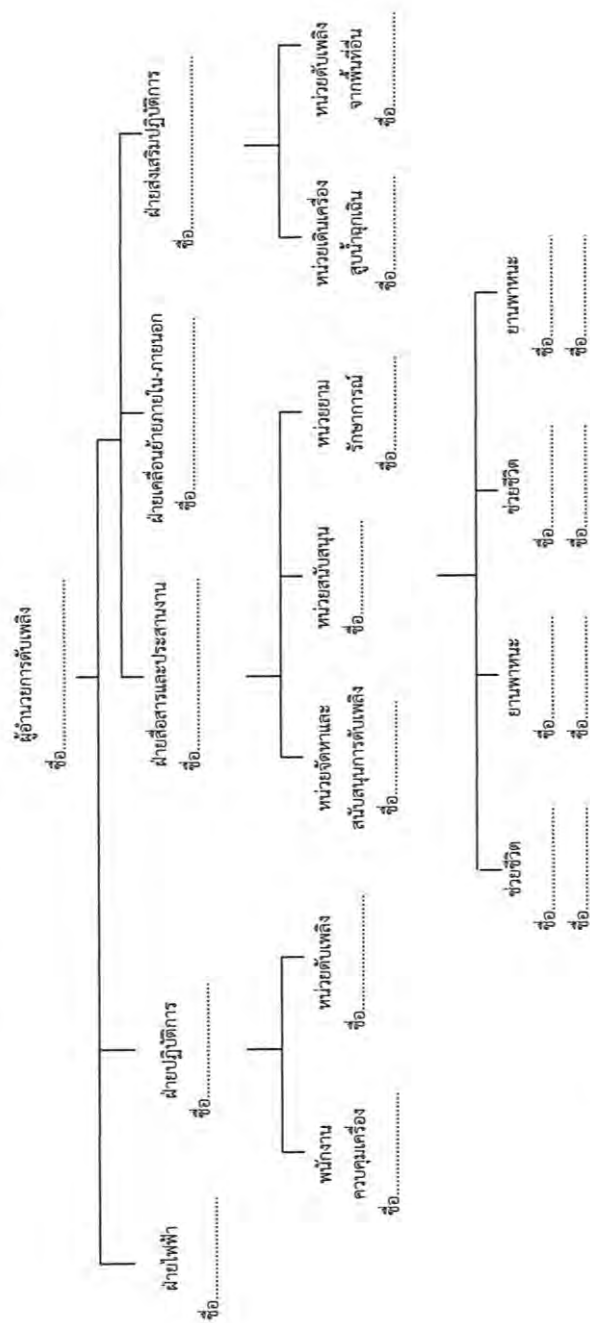 ผู้อำนวยการดับเพลิง
ชื่อ..............................
ฝ่ายไฟฟ้า
ชื่อ..............................
ฝ่ายปฏิบัติการ
ชื่อ....................
ฝ่ายสื่อสารและประสานงาน
ชื่อ..............................
ฝ่ายเคลื่อนย้ายภายใน-ภายนอก
ชื่อ..............................
ฝ่ายส่งเสริมปฏิบัติการ
ชื่อ..............................
พนักงาน
ควบคุมเครื่อง
ชื่อ....................
หน่วยดับเพลิง
ชื่อ....................
หน่วยจัดหาและ
สนับสนุนการดับเพลิง
ชื่อ....................
หน่วยสนับสนุน
ชื่อ....................
หน่วยยาม
รักษาการณ์
ชื่อ....................
หน่วยเดินเครื่อง
สูบน้ำฉุกเฉิน
ชื่อ....................
หน่วยดับเพลิง
จากพื้นที่อื่น
ชื่อ....................
ช่วยชีวิต
ชื่อ....................
ชื่อ....................
ยานพาหนะ
ชื่อ....................
ชื่อ....................
ช่วยชีวิต
ชื่อ....................
ชื่อ....................
ยานพาหนะ
ชื่อ....................
ชื่อ....................